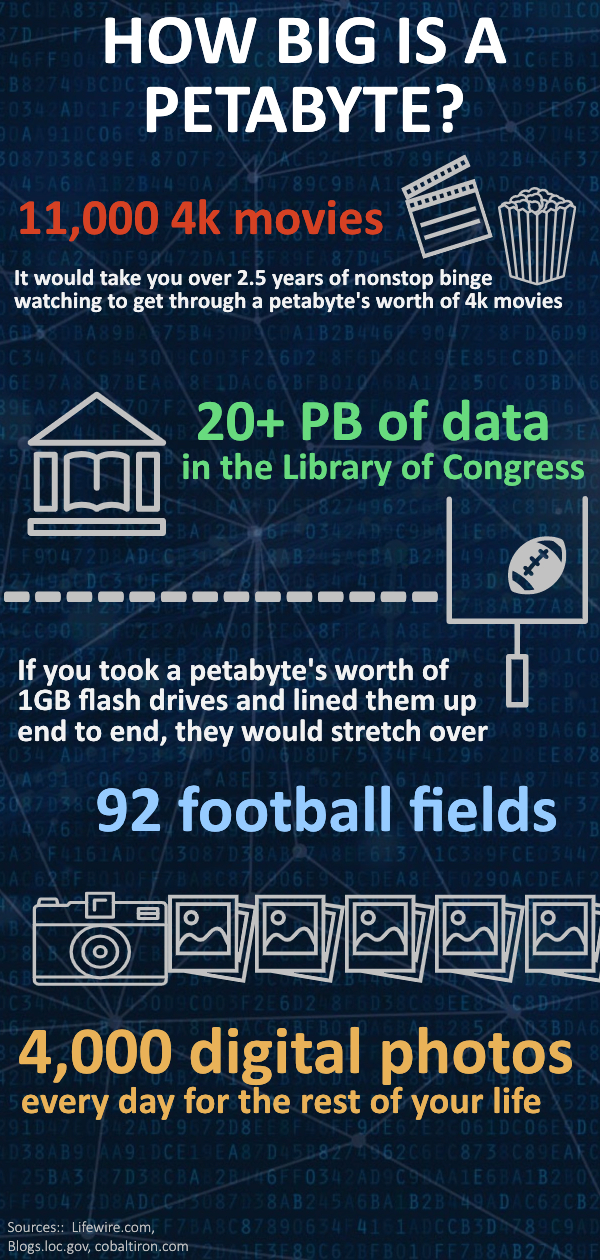 HOW BIG IS A
PETABYTE?
11,000 4k movies
It would take you over 2.5 years of nonstop binge
watching to get through a petabyte's worth of 4k movies
20+ PB of data
in the Library of Congress
If you took a petabyte's worth of
1GB flash drives and lined them up
end to end, they would stretch over
92 football fields
4,000 digital photos
every day for the rest of your life
Sources:: Lifewire.com,
Blogs.loc.gov, cobaltiron.com